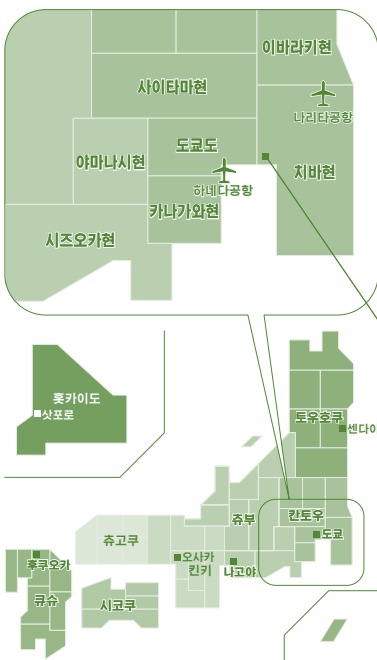 이바라키현
사이타마현
나리타공항
도쿄도
야마나시현
치바현
하네다공항
카나가와현
시즈오카현
홋카이도
삿포로
토우호쿠
센다이
츄부
칸토우
도쿄
츄고쿠
오사카
킨키
나고야
후쿠오카
큐슈
시코쿠